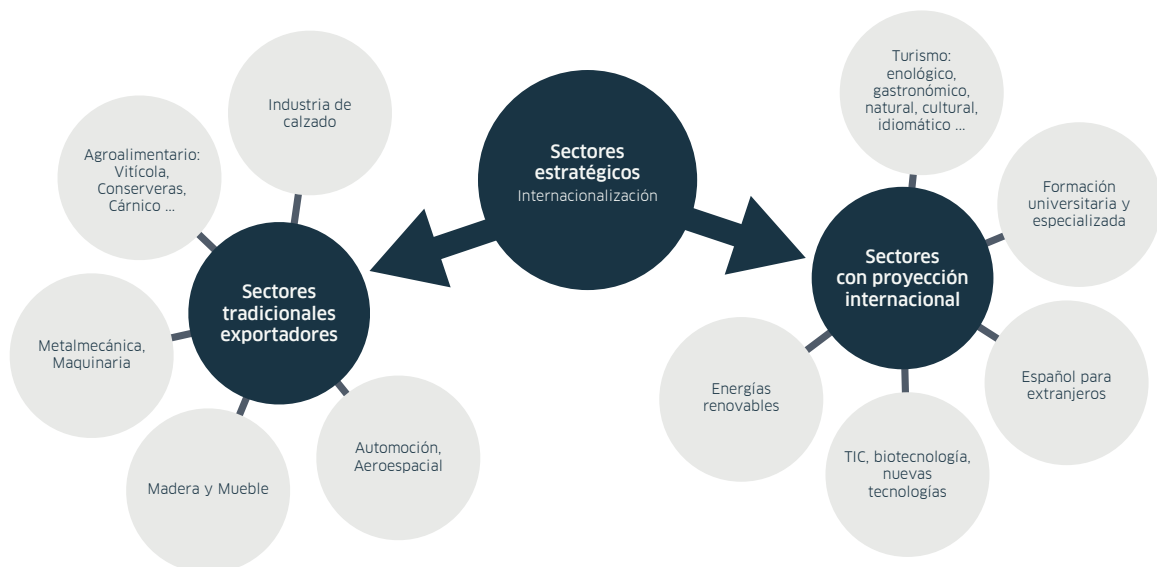 Sectores
estratégicos
Internacionalización
Sectores
tradicionales
exportadores
Industria de
calzado
Agroalimentario:
Vitícola,
Conserveras,
Cárnico ...
Metalmecánica,
Maquinaria
Madera y Mueble
Automoción,
Aeroespacial
Sectores
con proyección
internacional
Turismo:
enológico,
gastronómico,
natural, cultural,
idiomático ...
Formación
universitaria y
especializada
Español para
extranjeros
TIC, biotecnología,
nuevas
tecnologías
Energías
renovables